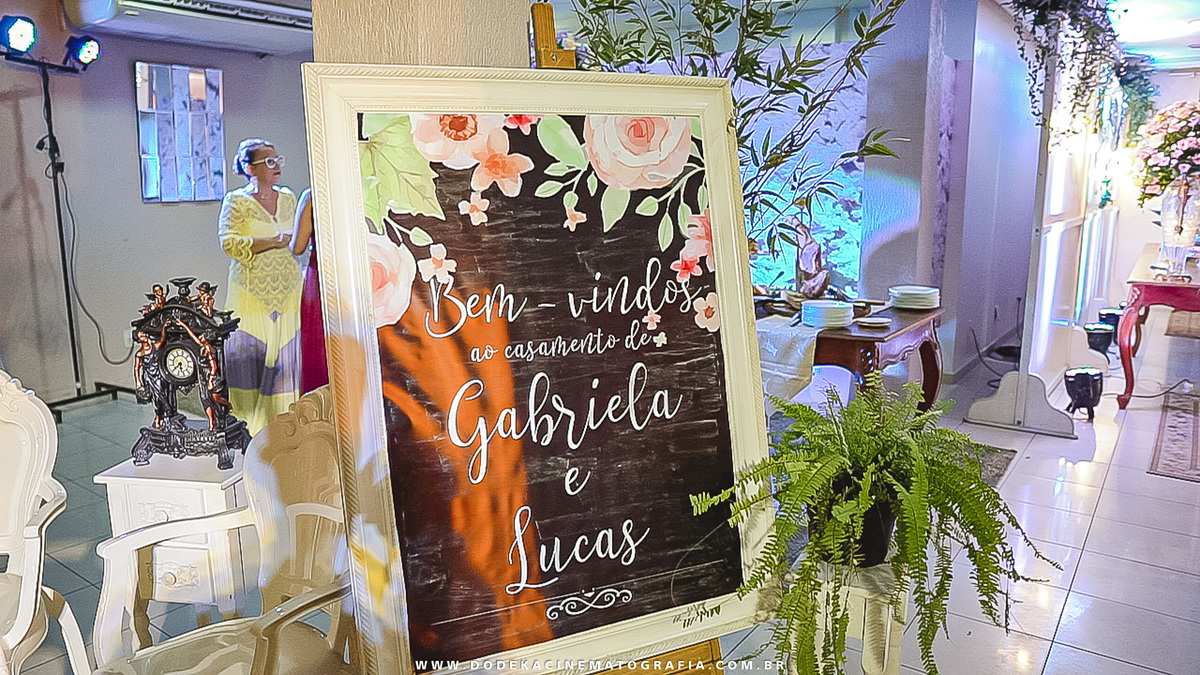 Bem - vindos
ao casamento de
Gabriela
e
Lucas
WWW.DODEKACINEMATOGRAFIA.COM.BR